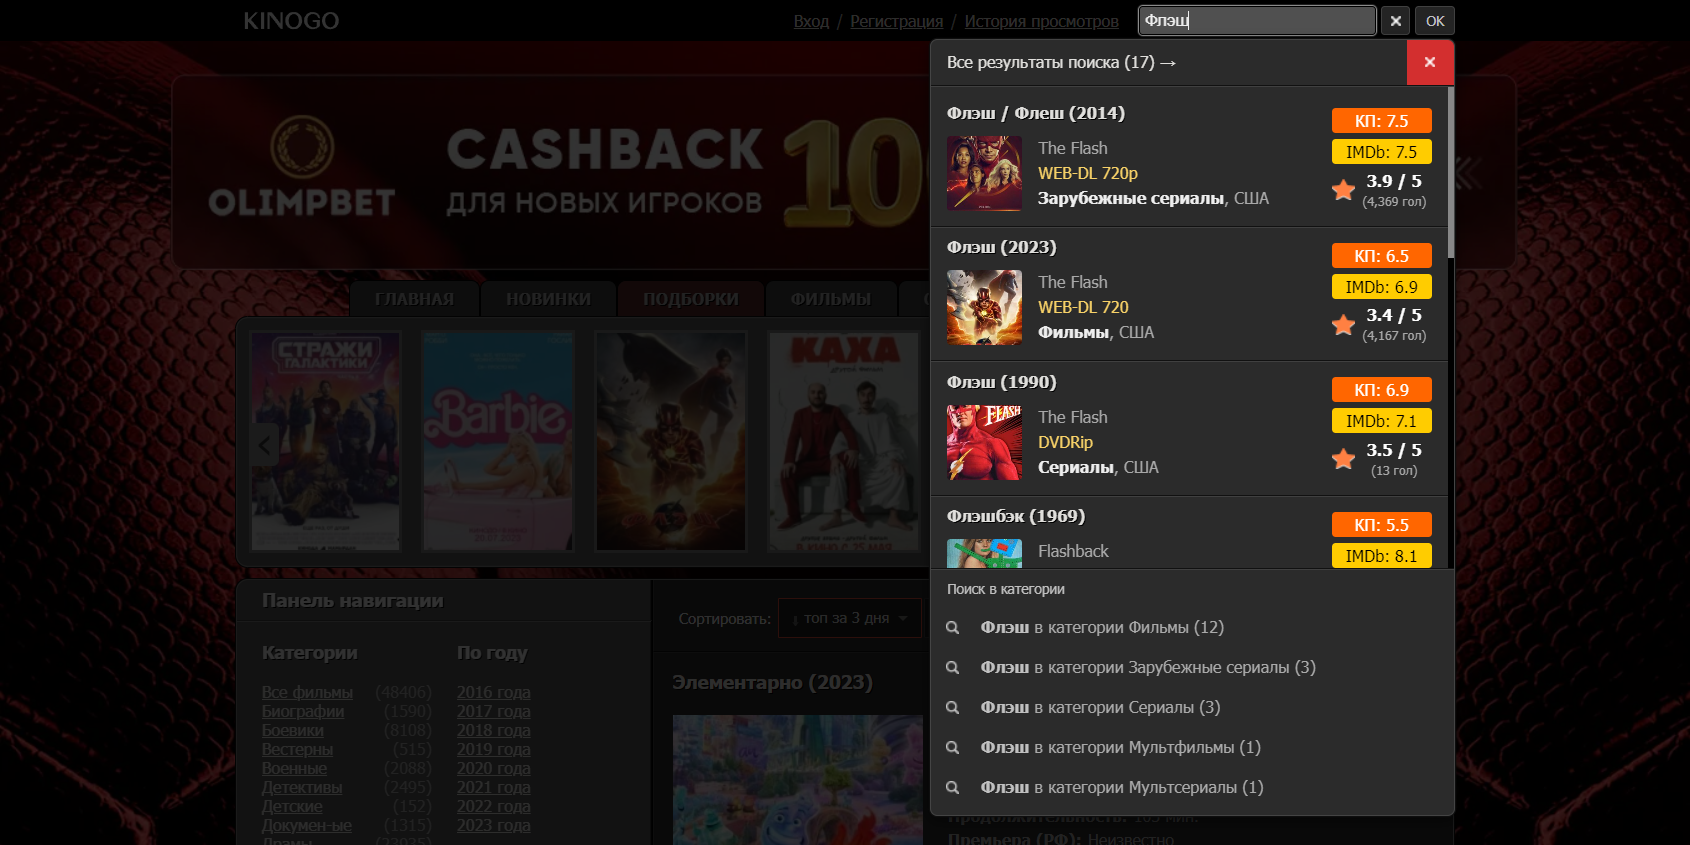 KINOGO
Вход / Регистрация / История просмотров
Флэш
OK
Все результаты поиска (17) →
CASHBACK
ДЛЯ НОВЫХ ИГРОКОВ
OLIMPBET
Флэш / Флеш (2014)
The Flash
WEB-DL 720p
Зарубежные сериалы, США
КП: 7.5
IMDb: 7.5
3.9 / 5
(4,369 гол)
Флэш (2023)
The Flash
WEB-DL 720
Фильмы, США
КП: 6.5
IMDb: 6.9
3.4 / 5
(4,167 гол)
Флэш (1990)
The Flash
DVDRip
Сериалы, США
КП: 6.9
IMDb: 7.1
3.5 / 5
(13 гол)
Флэшбэк (1969)
Flashback
КП: 5.5
IMDb: 8.1
Поиск в категории
Флэш в категории Фильмы (12)
Флэш в категории Зарубежные сериалы (3)
Флэш в категории Сериалы (3)
Флэш в категории Мультфильмы (1)
Флэш в категории Мультсериалы (1)
ГЛАВНАЯ
НОВИНКИ
ПОДБОРКИ
ФИЛЬМЫ
СТРАЖИ
ГАЛАКТИКИ
Barbie
КАХА
FLASH
Панель навигации
Категории
Все фильмы (48406)
Биографии (1590)
Боевики (8108)
Вестерны (515)
Военные (2088)
Детективы (2495)
Детские (152)
Докумен-ые (1315)
По году
2016 года
2017 года
2018 года
2019 года
2020 года
2021 года
2022 года
2023 года
Сортировать: ↓ топ за 3 дня
Элементарно (2023)
Продолжительность: 103 мин.
Премьера (РФ): Неизвестно